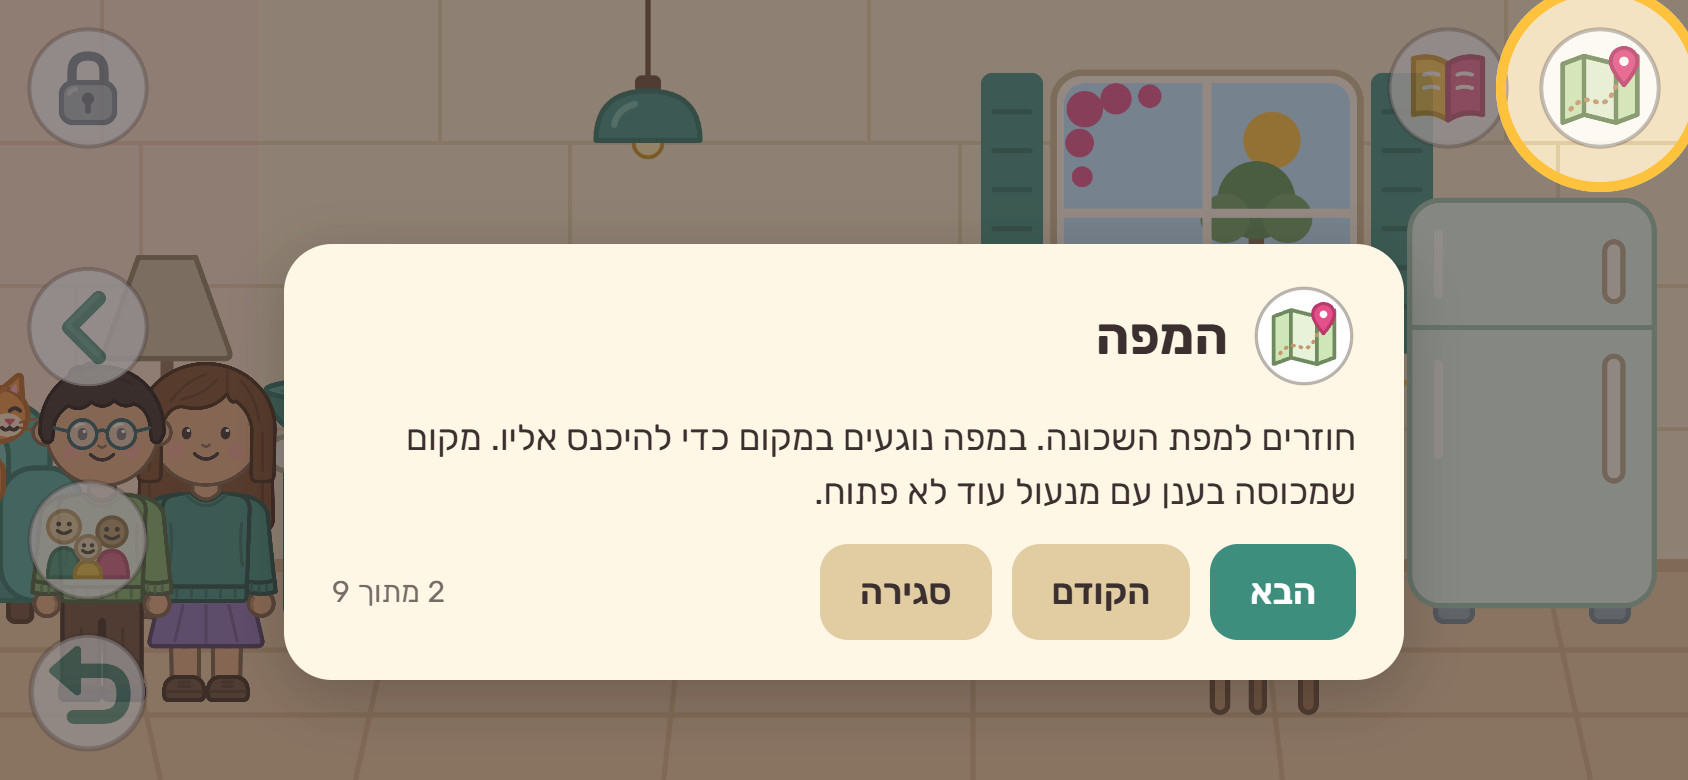 המפה
חוזרים למפת השכונה. במפה נוגעים במקום כדי להיכנס אליו. מקום
שמכוסה בענן עם מנעול עוד לא פתוח.
הבא
הקודם
סגירה
2 מתוך 9